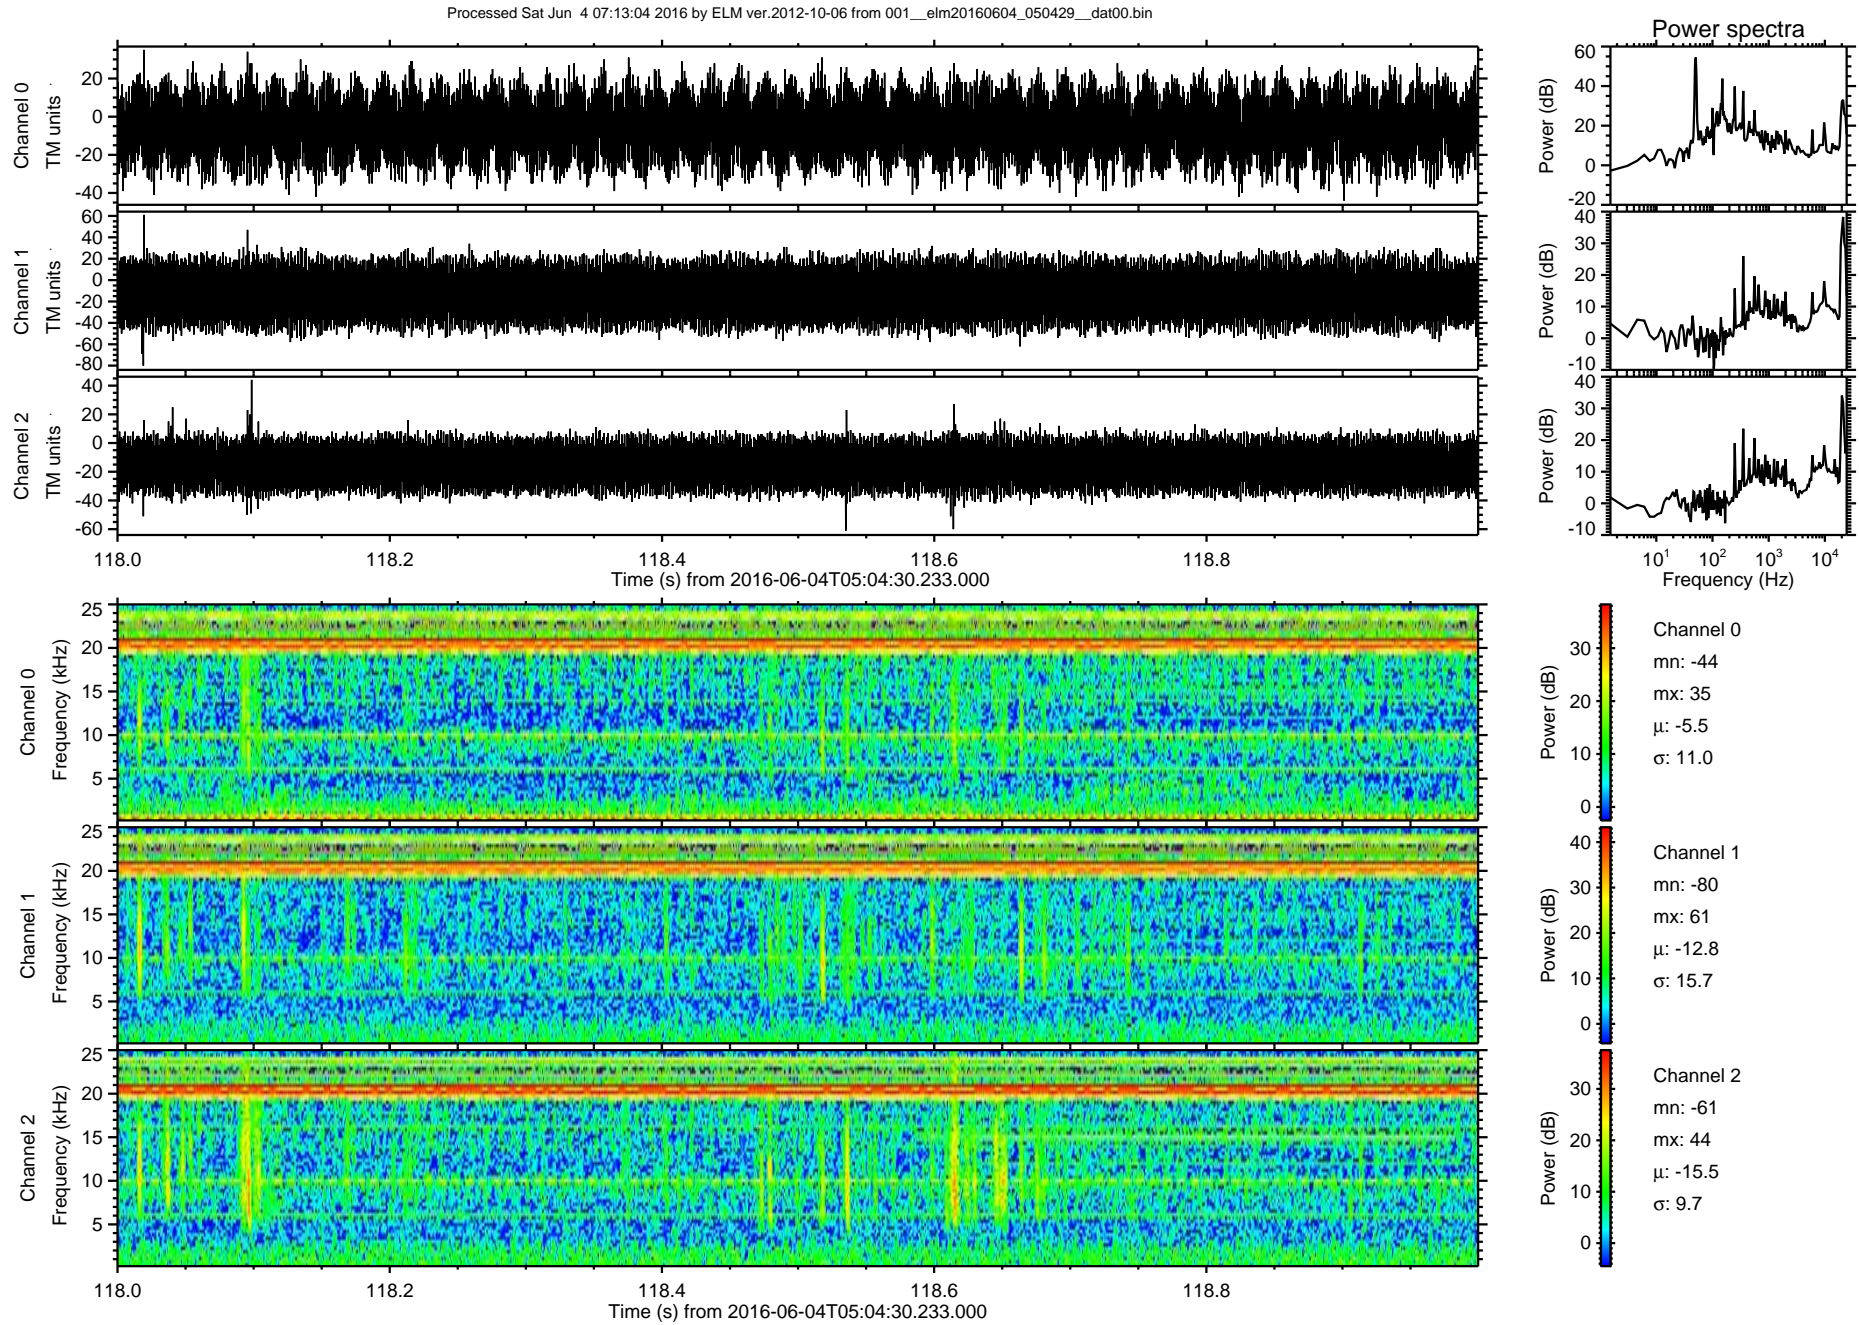 Processed Sat Jun  4 07:13:04 2016 by ELM ver.2012-10-06 from 001__elm20160604_050429__dat00.bin
Power spectra
Channel 0
TM units
20
0
-20
-40
Power (dB)
60
40
20
0
-20
Channel 1
TM units
60
40
20
0
-20
-40
-60
-80
Power (dB)
40
30
20
10
0
-10
Channel 2
TM units
40
20
0
-20
-40
-60
Power (dB)
40
30
20
10
0
-10
118.0 118.2 118.4 118.6 118.8
Time (s) from 2016-06-04T05:04:30.233.000
10¹ 10² 10³ 10⁴
Frequency (Hz)
Channel 0
Frequency (kHz)
25
20
15
10
5
Power (dB)
30
20
10
0
Channel 0
mn: -44
mx: 35
μ: -5.5
σ: 11.0
Channel 1
Frequency (kHz)
25
20
15
10
5
Power (dB)
40
30
20
10
0
Channel 1
mn: -80
mx: 61
μ: -12.8
σ: 15.7
Channel 2
Frequency (kHz)
25
20
15
10
5
Power (dB)
30
20
10
0
Channel 2
mn: -61
mx: 44
μ: -15.5
σ: 9.7
118.0 118.2 118.4 118.6 118.8
Time (s) from 2016-06-04T05:04:30.233.000